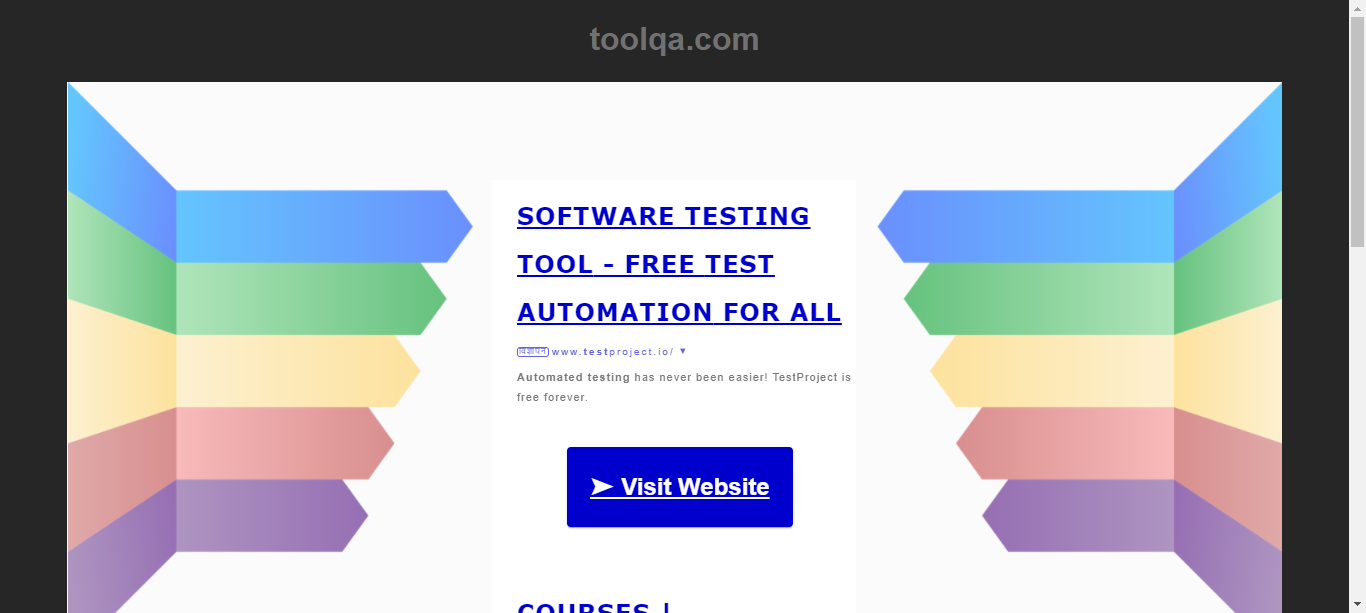 toolqa.com
SOFTWARE TESTING
TOOL - FREE TEST
AUTOMATION FOR ALL
विज्ञापन www.testproject.io/
Automated testing has never been easier! TestProject is
free forever.
Visit Website
COURSES |